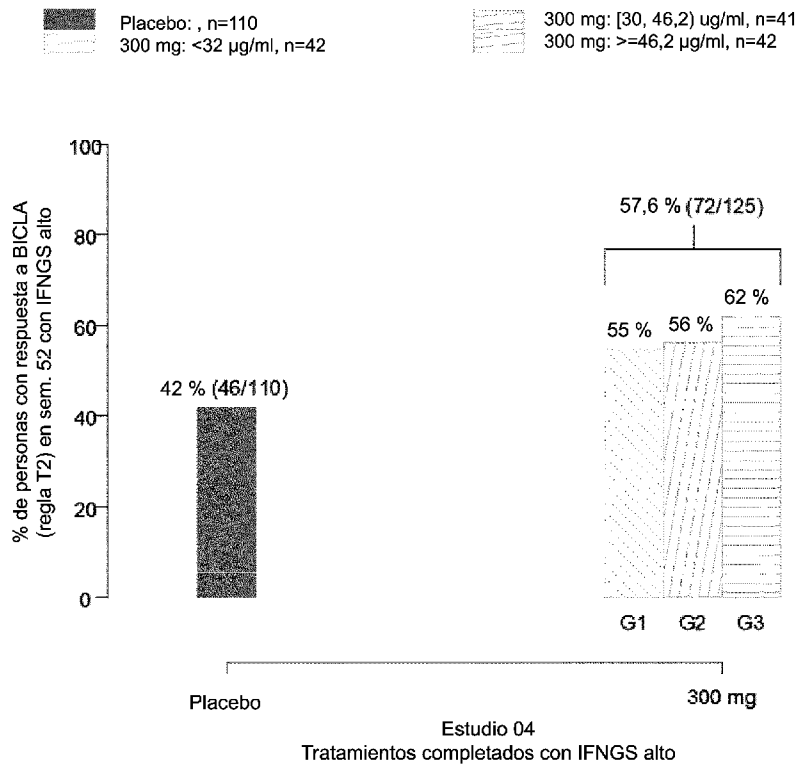 Placebo: , n=110
300 mg: <32 µg/ml, n=42
300 mg: [30, 46,2) ug/ml, n=41
300 mg: >=46,2 µg/ml, n=42
% de personas con respuesta a BICLA
(regla T2) en sem. 52 con IFNGS alto
100
80
60
40
20
0
57,6 % (72/125)
42 % (46/110)
55 %
56 %
62 %
G1
G2
G3
Placebo
300 mg
Estudio 04
Tratamientos completados con IFNGS alto